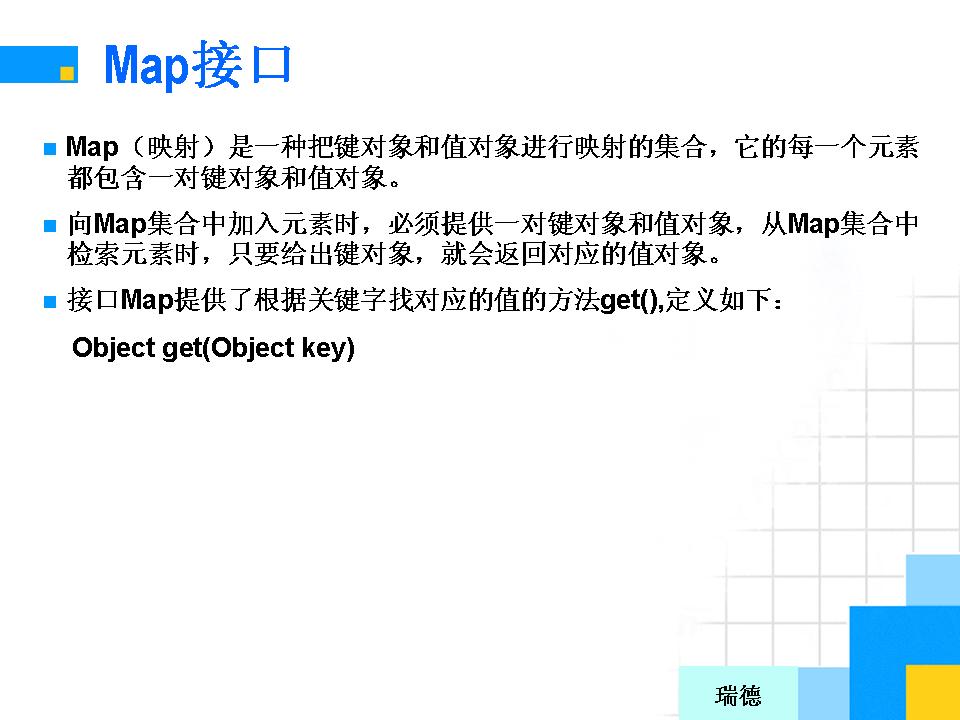 Map接口
Map（映射）是一种把键对象和值对象进行映射的集合，它的每一个元素
都包含一对键对象和值对象。
向Map集合中加入元素时，必须提供一对键对象和值对象，从Map集合中
检索元素时，只要给出键对象，就会返回对应的值对象。
接口Map提供了根据关键字找对应的值的方法get(),定义如下：
Object get(Object key)
瑞德